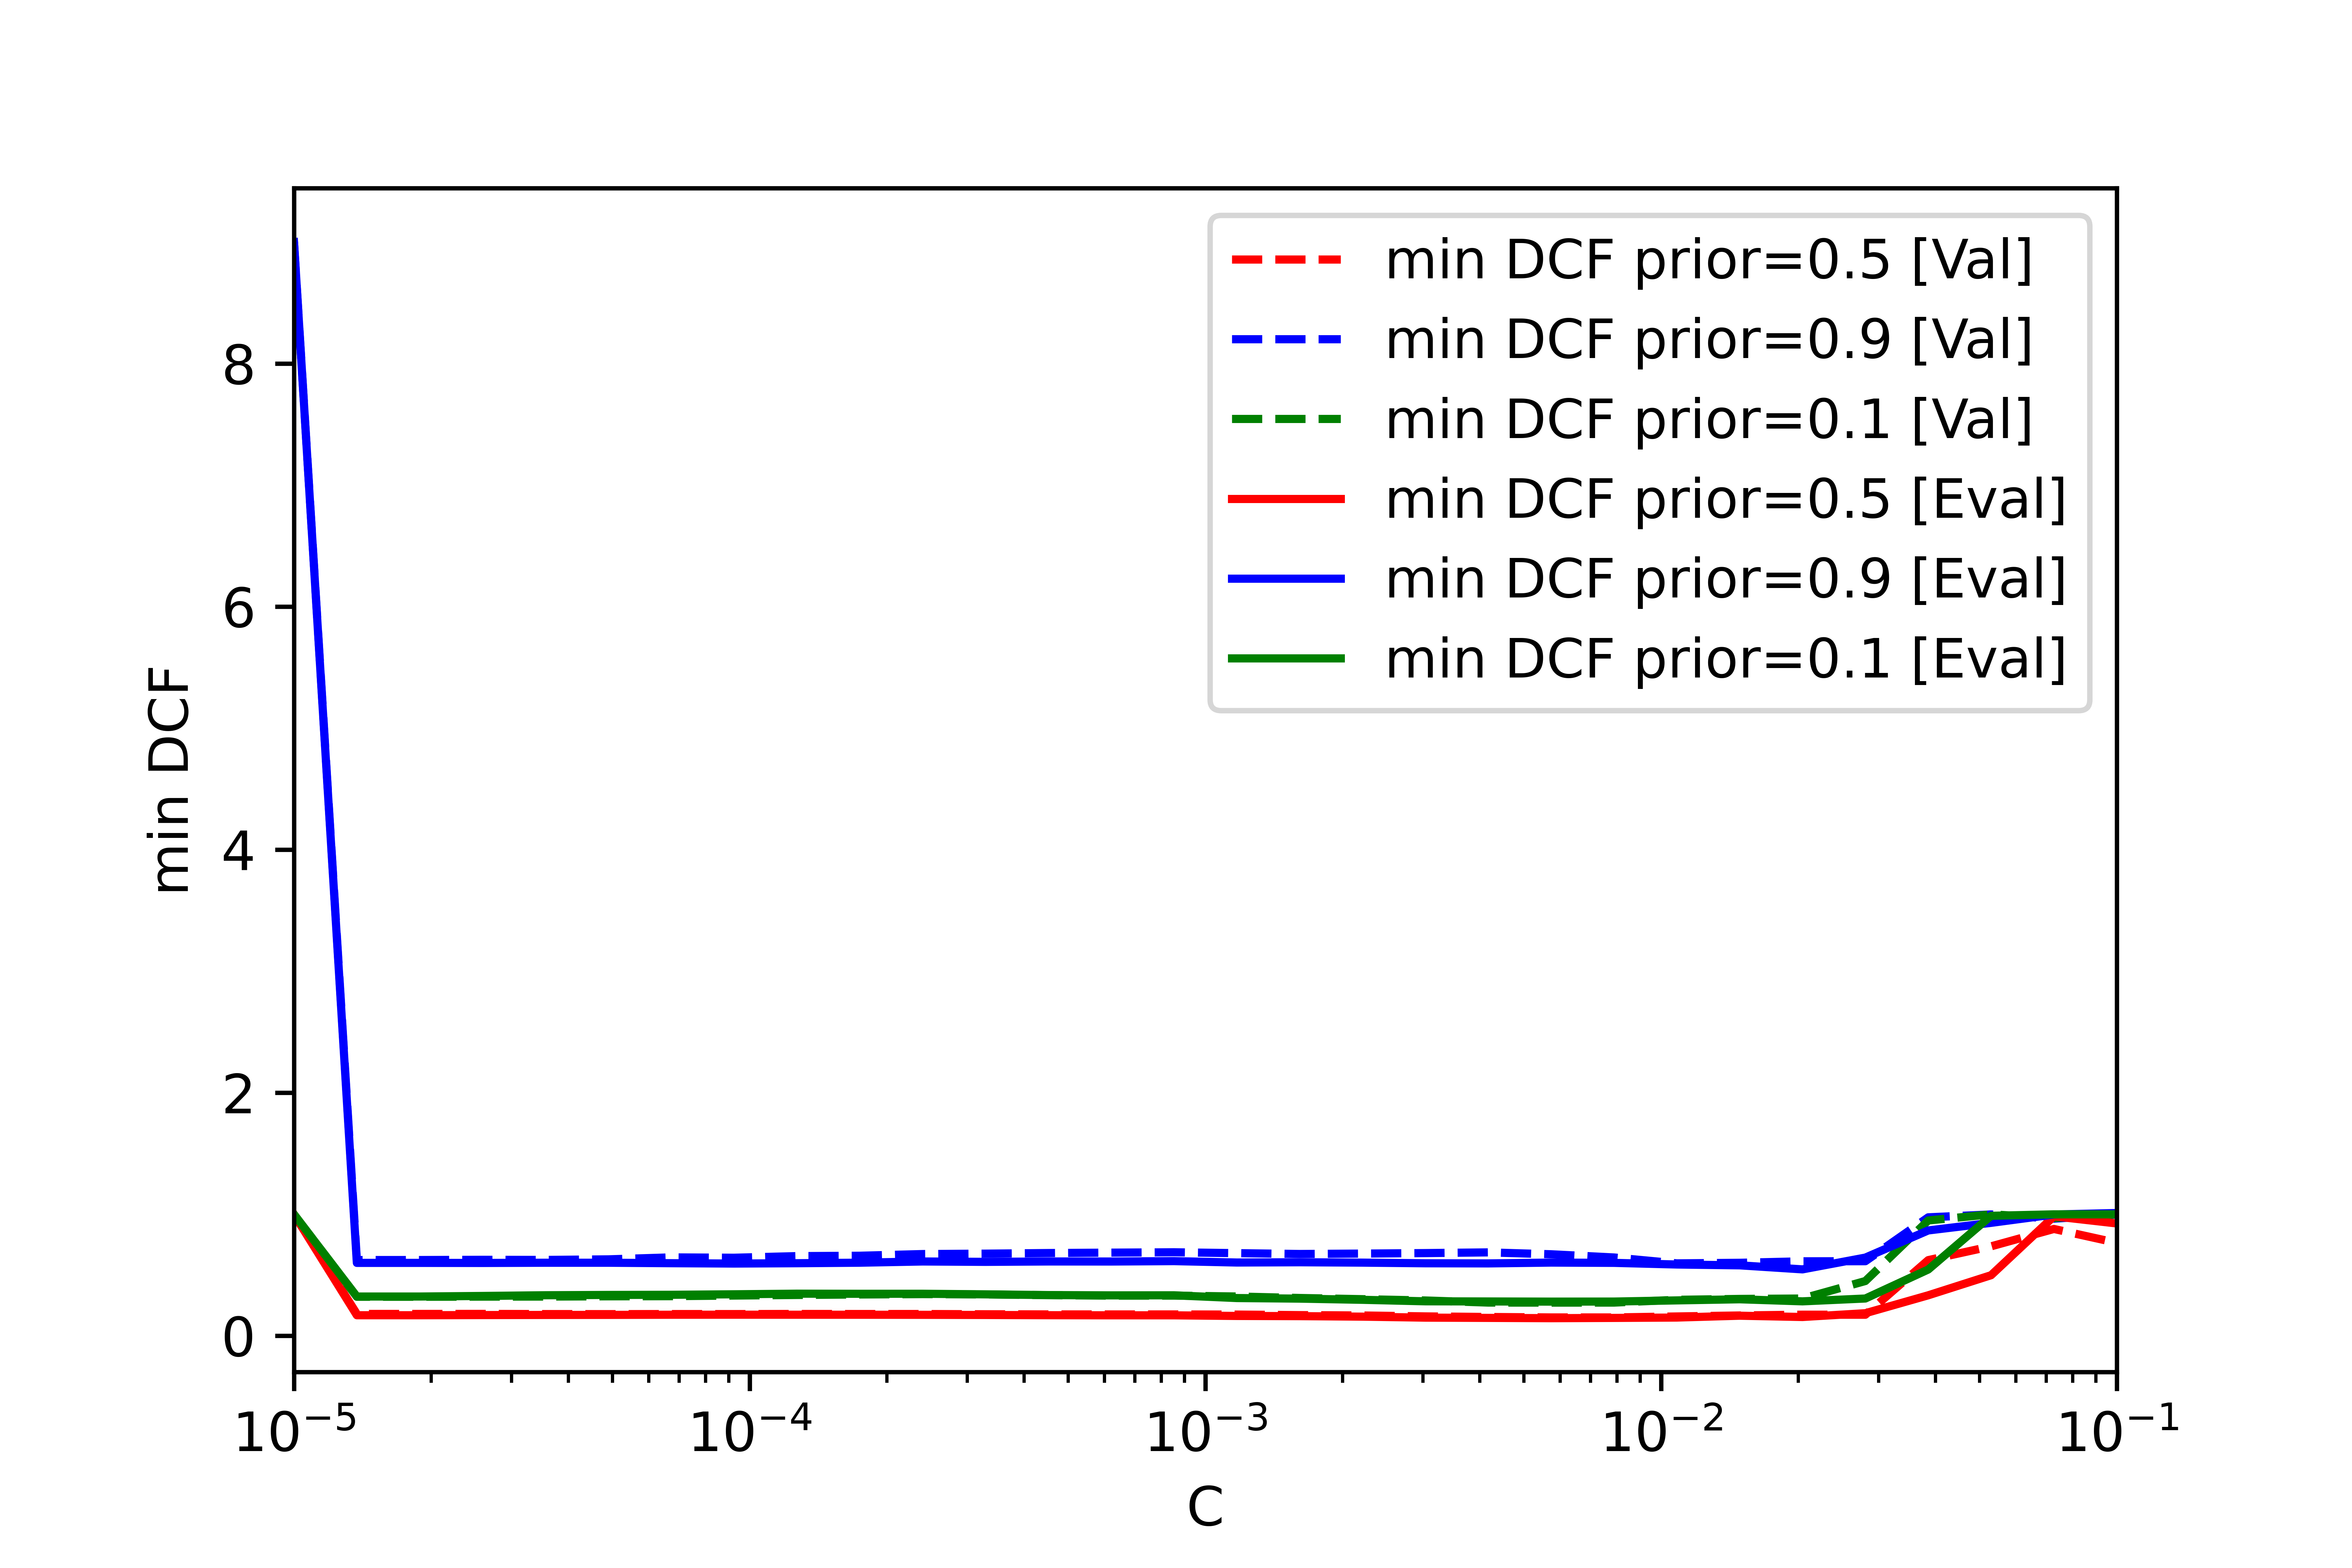 min DCF prior=0.5 [Val]
min DCF prior=0.9 [Val]
min DCF prior=0.1 [Val]
min DCF prior=0.5 [Eval]
min DCF prior=0.9 [Eval]
min DCF prior=0.1 [Eval]
min DCF
8
6
4
2
0
10⁻⁵ 10⁻⁴ 10⁻³ 10⁻² 10⁻¹
C